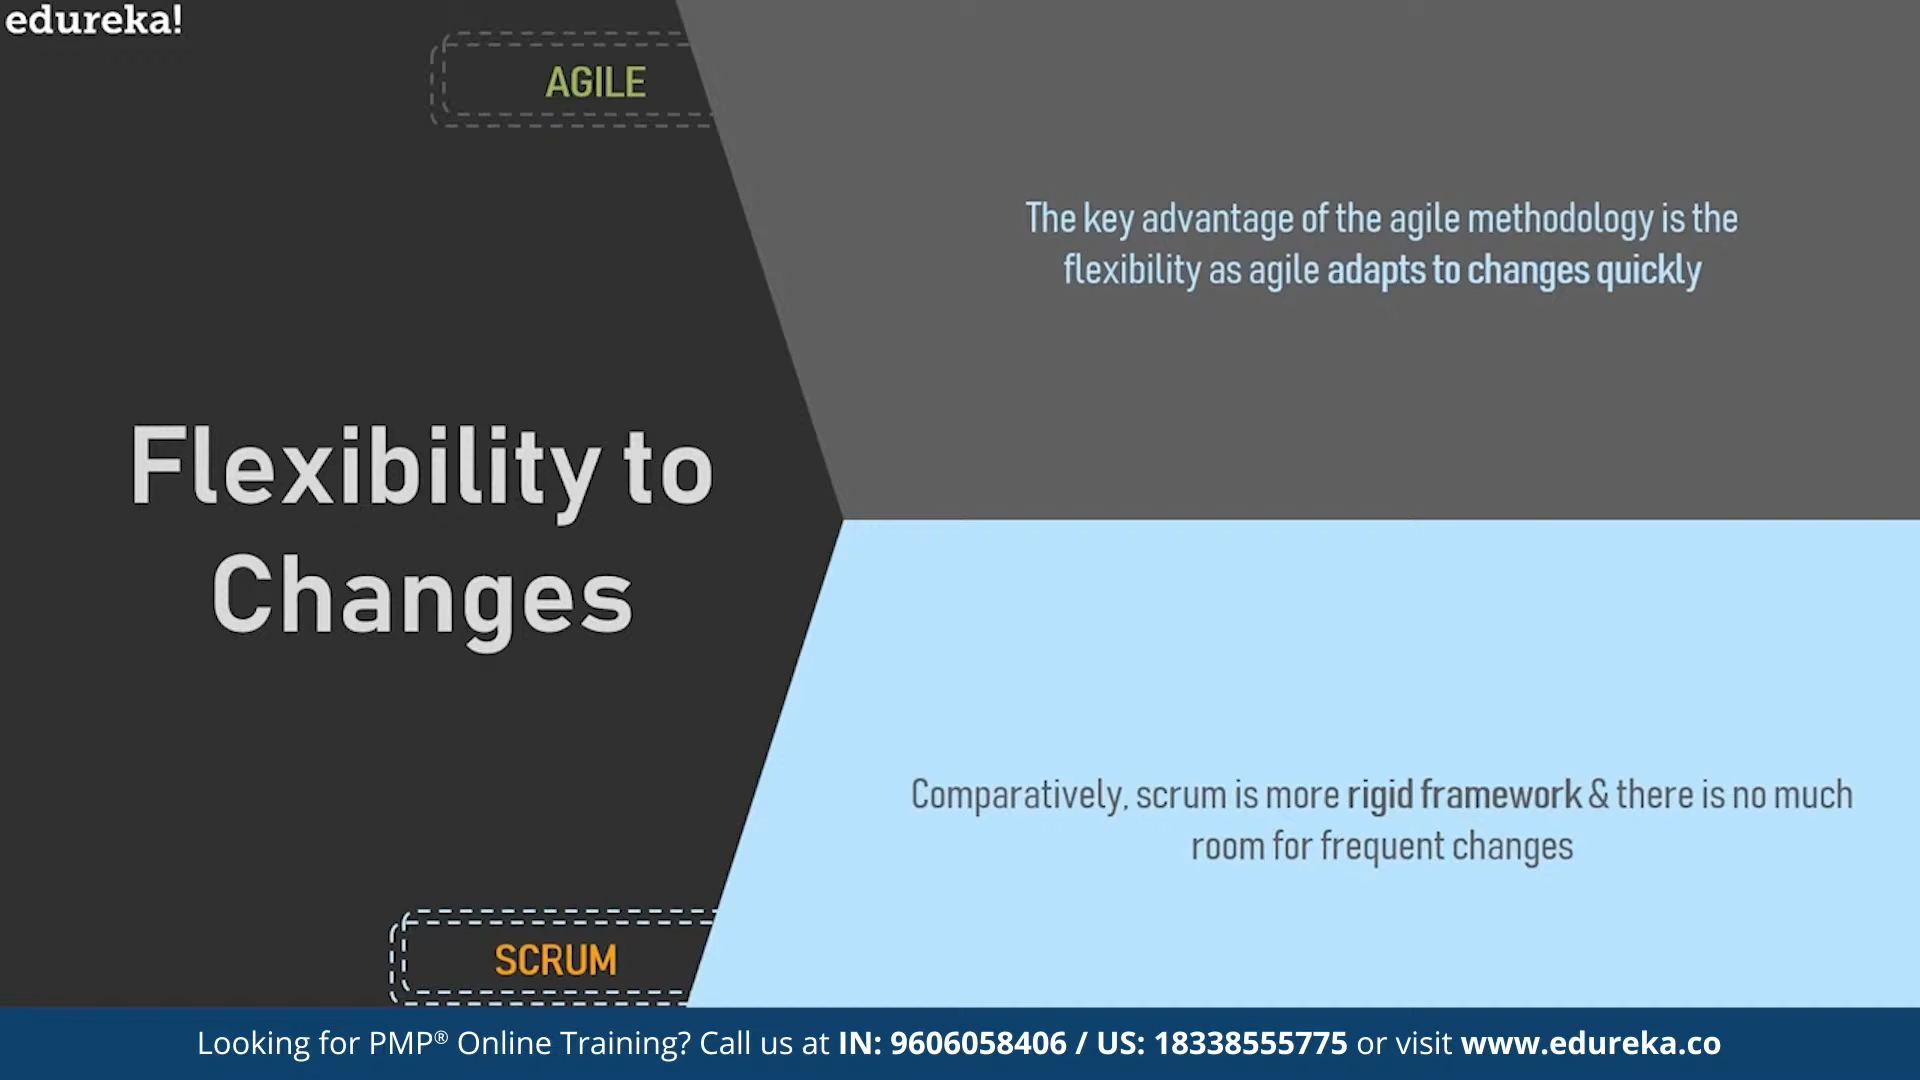 edureka!
AGILE
The key advantage of the agile methodology is the
flexibility as agile adapts to changes quickly
Flexibility to
Changes
Comparatively, scrum is more rigid framework & there is no much
room for frequent changes
SCRUM
Looking for PMP® Online Training? Call us at IN: 9606058406 / US: 18338555775 or visit www.edureka.co